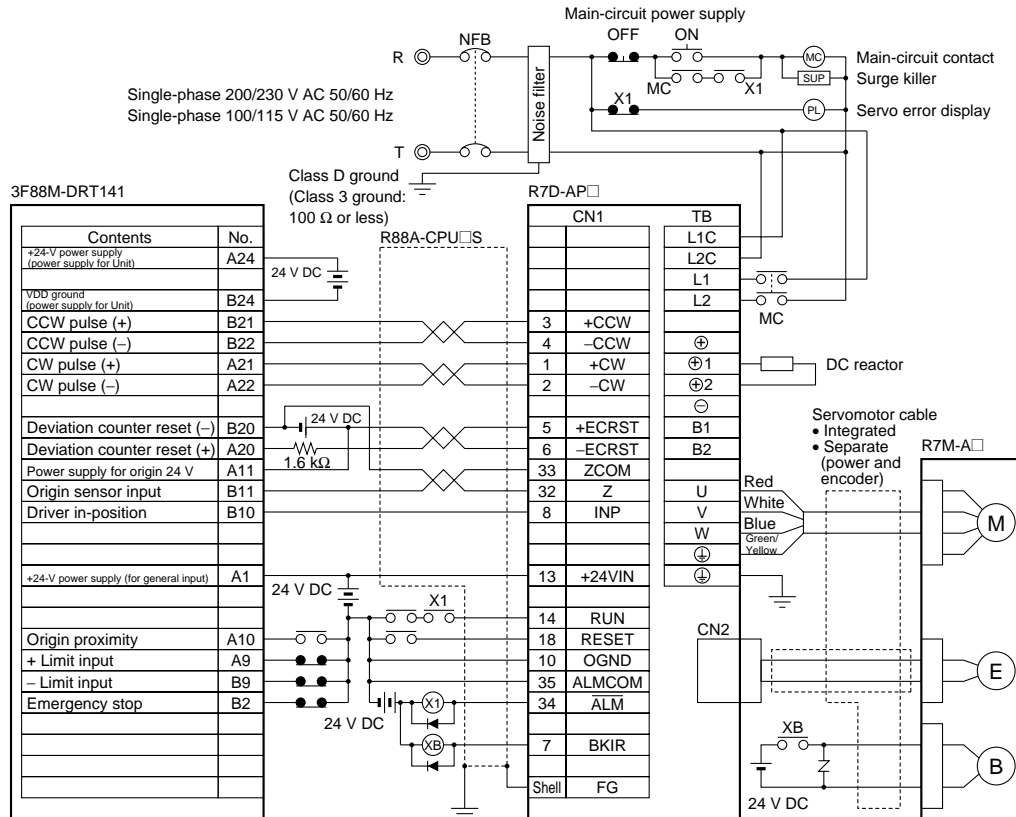 Main-circuit power supply
OFF ON
NFB
R
MC
Main-circuit contact
MC X1
SUP
Surge killer
Single-phase 200/230 V AC 50/60 Hz
Single-phase 100/115 V AC 50/60 Hz
Noise filter
X1
PL
Servo error display
T
Class D ground
(Class 3 ground:
100 Ω or less)
3F88M-DRT141
R7D-AP□
R88A-CPU□S
CN1 TB
Contents No.
L1C
+24-V power supply
(power supply for Unit)
A24
24 V DC
L2C
L1
VDD ground
(power supply for Unit)
B24
L2
MC
CCW pulse (+) B21 3 +CCW
CCW pulse (−) B22 4 −CCW ⊕
CW pulse (+) A21 1 +CW ⊕1 DC reactor
CW pulse (−) A22 2 −CW ⊕2
⊖
24 V DC
Deviation counter reset (−) B20 5 +ECRST B1
Deviation counter reset (+) A20 6 −ECRST B2
1.6 kΩ
Power supply for origin 24 V A11 33 ZCOM
Origin sensor input B11 32 Z U
Driver in-position B10 8 INP V
W
Servomotor cable
• Integrated
• Separate
(power and
encoder)
R7M-A□
Red
White
Blue
Green/
Yellow
M
+24-V power supply (for general input) A1 13 +24VIN
24 V DC
X1
14 RUN
Origin proximity A10 18 RESET
+ Limit input A9 10 OGND
− Limit input B9 35 ALMCOM
Emergency stop B2 X1 34 ALM
24 V DC
XB 7 BKIR
Shell FG
CN2
E
XB
B
24 V DC